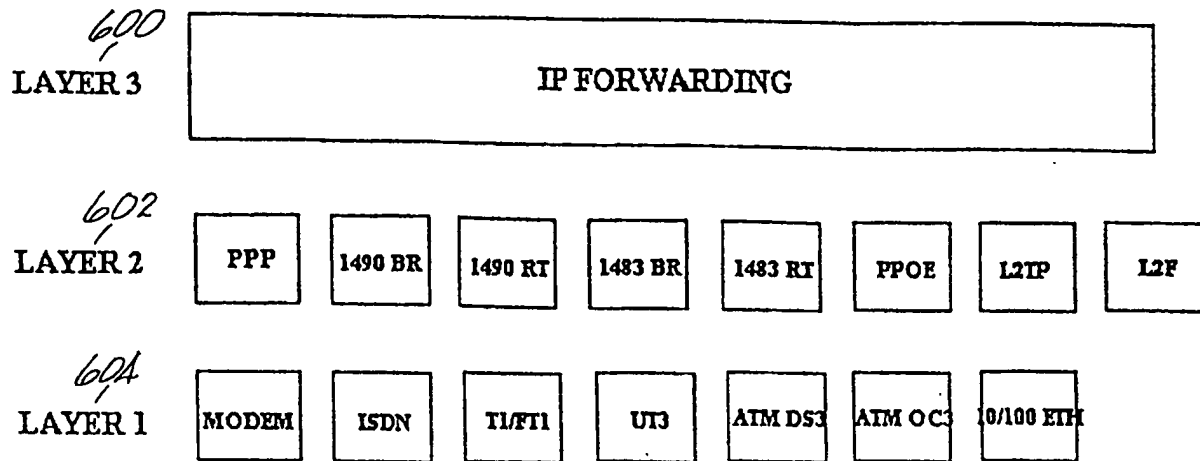 600
LAYER 3
IP FORWARDING
602
LAYER 2
PPP
1490 BR
1490 RT
1483 BR
1483 RT
PPOE
L2TP
L2F
604
LAYER 1
MODEM
ISDN
T1/FT1
UT3
ATM DS3
ATM OC3
10/100 ETH